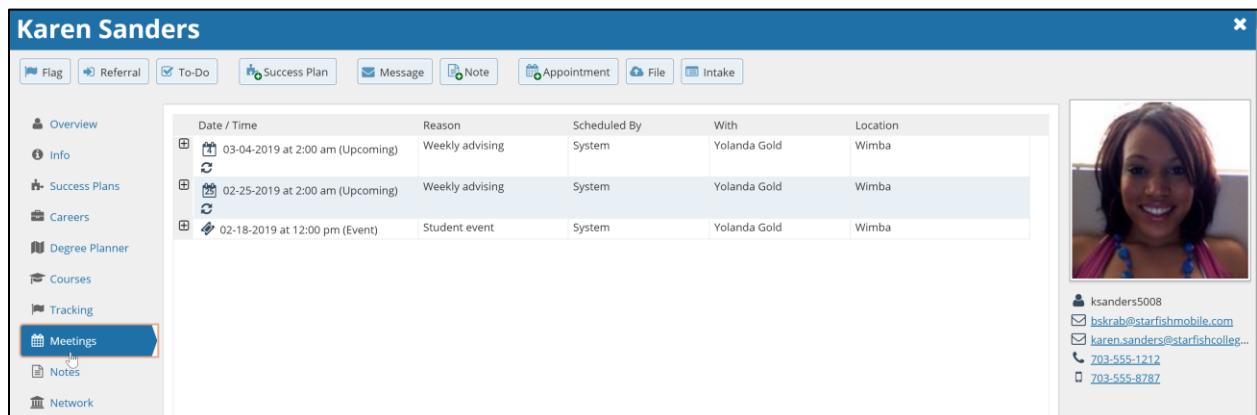 Karen Sanders
Flag Referral To-Do Success Plan Message Note Appointment File Intake
Overview
Info
Success Plans
Careers
Degree Planner
Courses
Tracking
Meetings
Notes
Network
Date / Time Reason Scheduled By With Location
4 03-04-2019 at 2:00 am (Upcoming) Weekly advising System Yolanda Gold Wimba
25 02-25-2019 at 2:00 am (Upcoming) Weekly advising System Yolanda Gold Wimba
02-18-2019 at 12:00 pm (Event) Student event System Yolanda Gold Wimba
ksanders5008
bskrab@starfishmobile.com
karen.sanders@starfishcolleg...
703-555-1212
703-555-8787